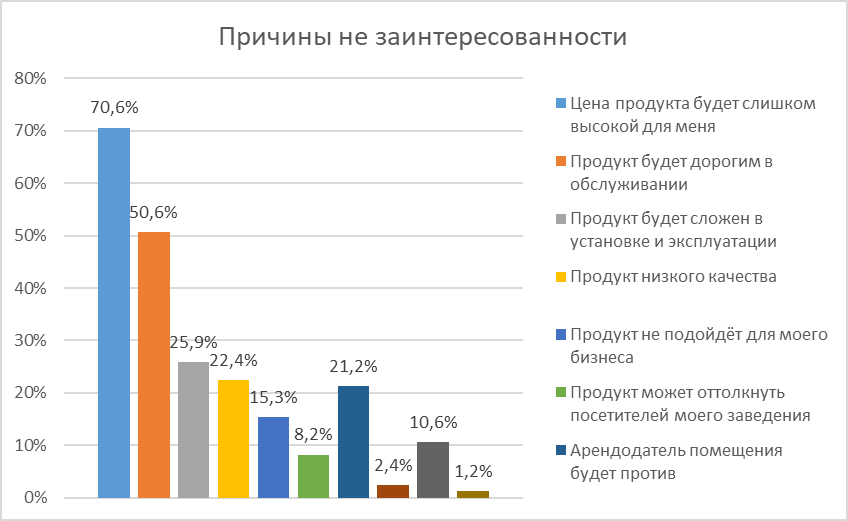 Причины не заинтересованности
80%
70%
60%
50%
40%
30%
20%
10%
0%
70,6%
50,6%
25,9%
22,4%
15,3%
8,2%
21,2%
2,4%
10,6%
1,2%
Цена продукта будет слишком
высокой для меня
Продукт будет дорогим в
обслуживании
Продукт будет сложен в
установке и эксплуатации
Продукт низкого качества
Продукт не подойдёт для моего
бизнеса
Продукт может оттолкнуть
посетителей моего заведения
Арендодатель помещения
будет против